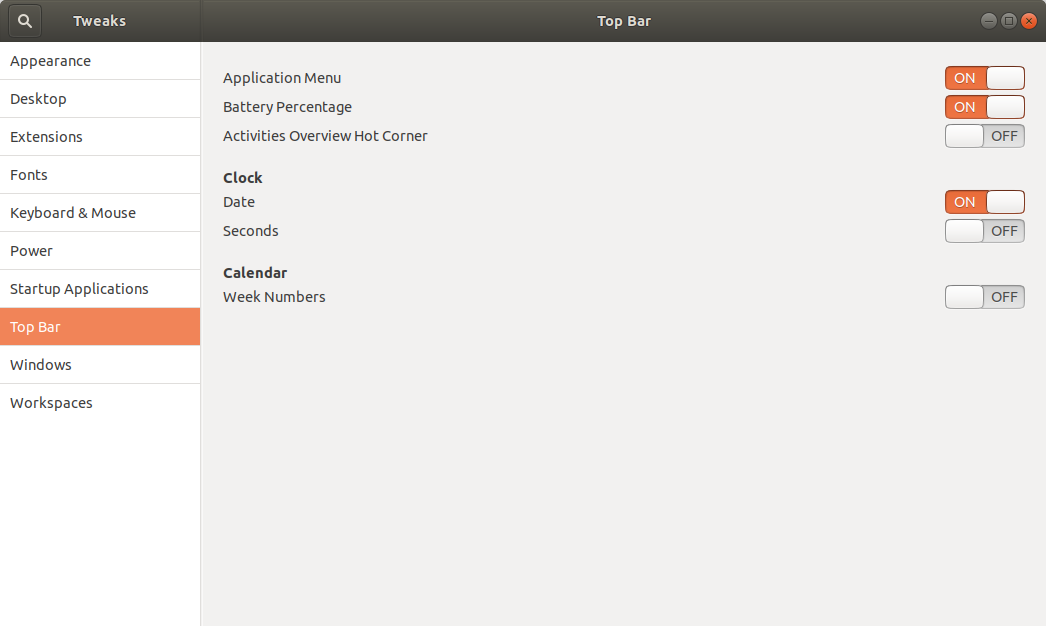 Tweaks
Top Bar
Appearance
Desktop
Extensions
Fonts
Keyboard & Mouse
Power
Startup Applications
Top Bar
Windows
Workspaces
Application Menu ON
Battery Percentage ON
Activities Overview Hot Corner OFF
Clock
Date ON
Seconds OFF
Calendar
Week Numbers OFF